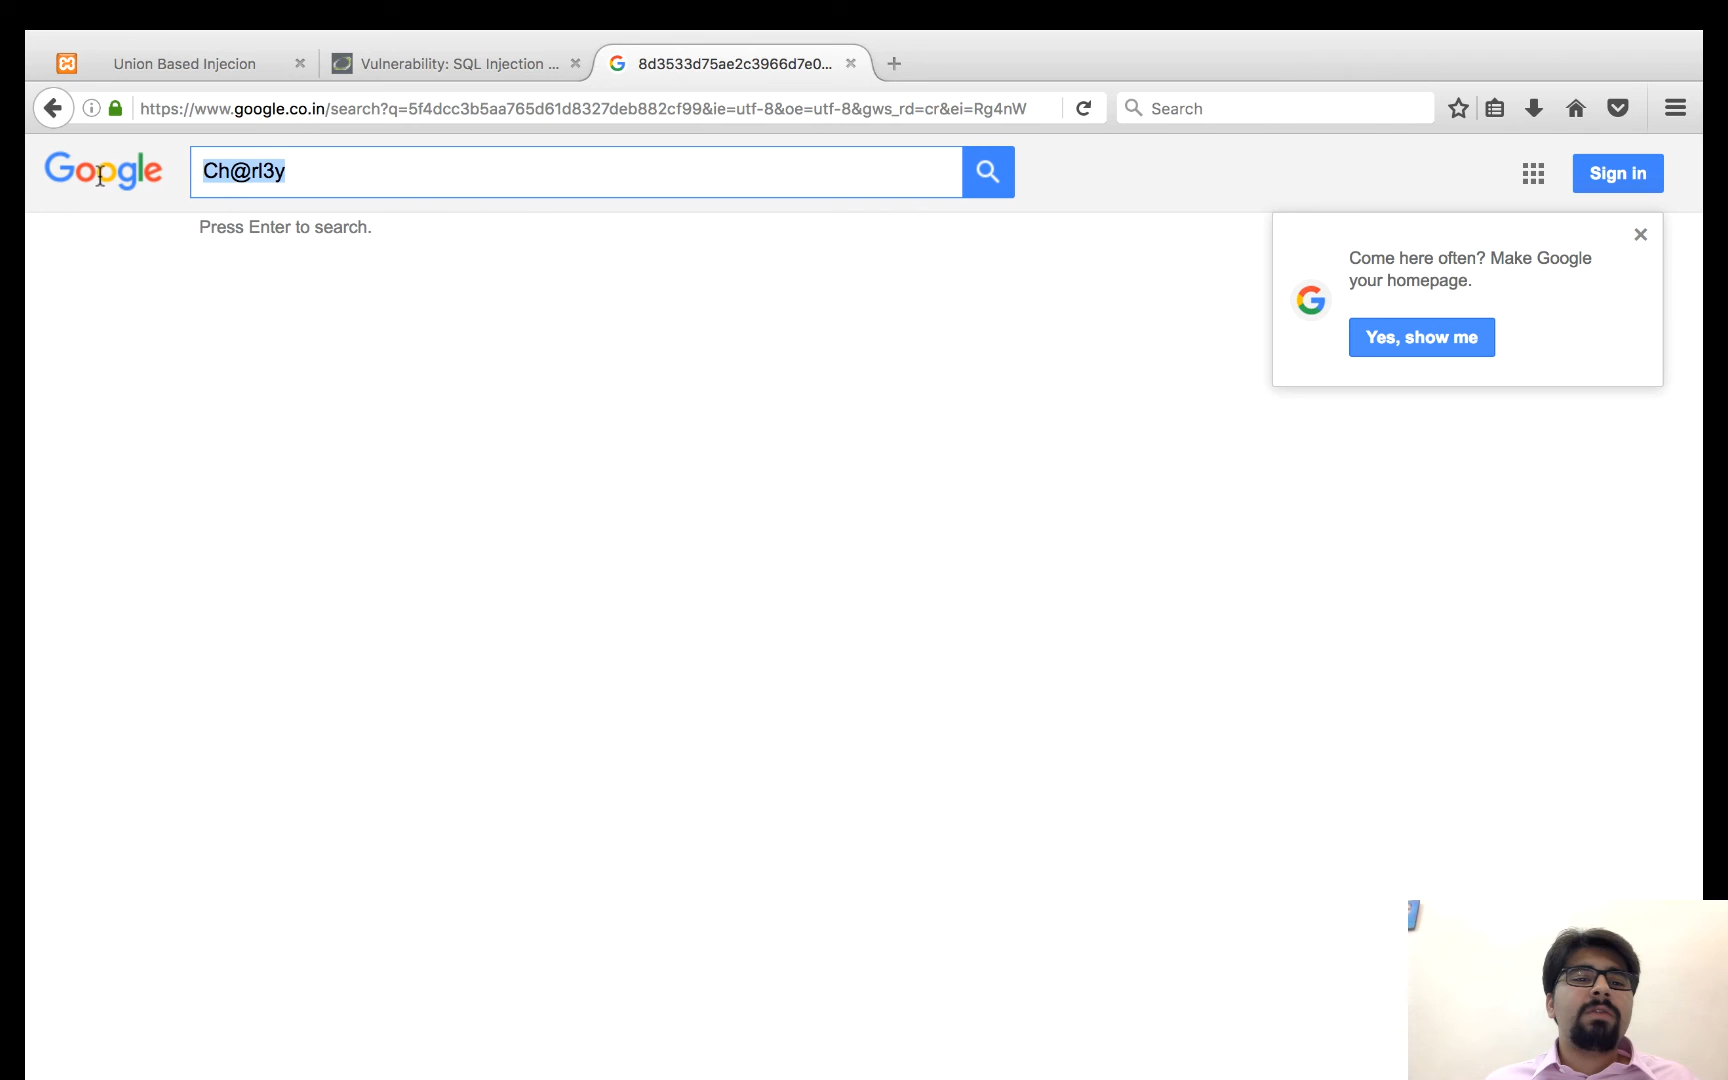 Union Based Injecion
Vulnerability: SQL Injection ...
8d3533d75ae2c3966d7e0...
https://www.google.co.in/search?q=5f4dcc3b5aa765d61d8327deb882cf99&ie=utf-8&oe=utf-8&gws_rd=cr&ei=Rg4nW
Search
Google
Ch@rl3y
Sign in
Press Enter to search.
Come here often? Make Google
your homepage.
Yes, show me